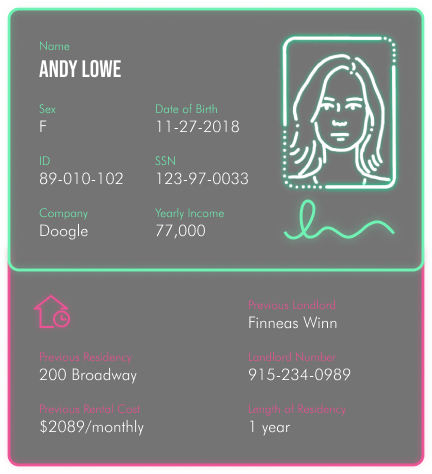 Name
ANDY LOWE
Sex
F
Date of Birth
11-27-2018
ID
89-010-102
SSN
123-97-0033
Company
Doogle
Yearly Income
77,000
Previous Landlord
Finneas Winn
Previous Residency
200 Broadway
Landlord Number
915-234-0989
Previous Rental Cost
$2089/monthly
Length of Residency
1 year